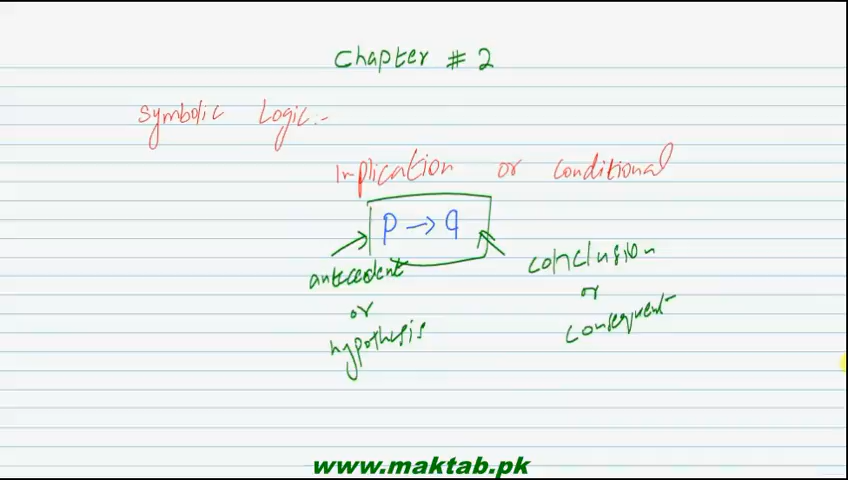 Chapter # 2
Symbolic Logic:-
Implication or conditional
p → q
antecedent
or
hypothesis
conclusion
or
consequent
www.maktab.pk